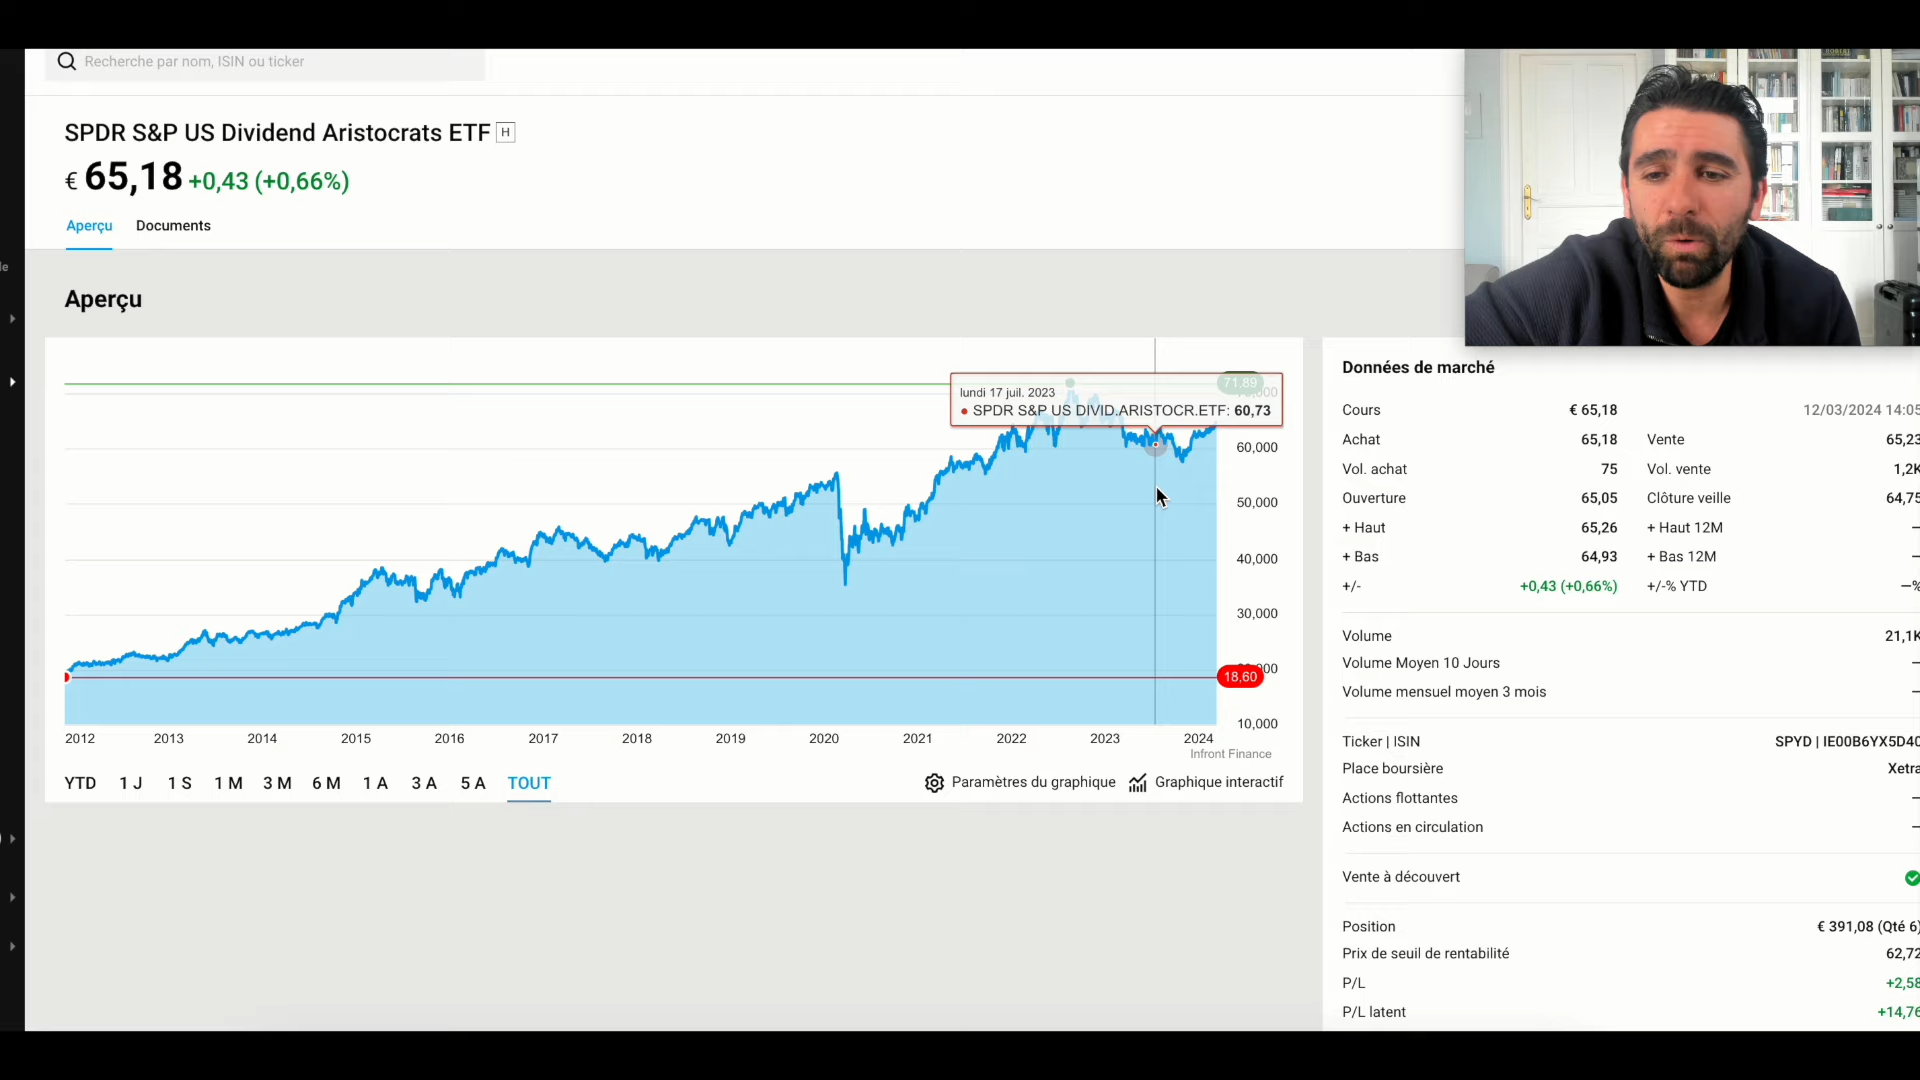 Recherche par nom, ISIN ou ticker
SPDR S&P US Dividend Aristocrats ETF H
€ 65,18 +0,43 (+0,66%)
Aperçu Documents
Aperçu
lundi 17 juil. 2023
SPDR S&P US DIVID.ARISTOCR.ETF: 60,73
71,89
60,000
50,000
40,000
30,000
18,60
10,000
2012 2013 2014 2015 2016 2017 2018 2019 2020 2021 2022 2023 2024
Infront Finance
YTD 1 J 1 S 1 M 3 M 6 M 1 A 3 A 5 A TOUT
Paramètres du graphique Graphique interactif
Données de marché
Cours € 65,18 12/03/2024 14:05
Achat 65,18 Vente 65,23
Vol. achat 75 Vol. vente 1,2K
Ouverture 65,05 Clôture veille 64,75
+ Haut 65,26 + Haut 12M —
+ Bas 64,93 + Bas 12M —
+/- +0,43 (+0,66%) +/-% YTD —%
Volume 21,1K
Volume Moyen 10 Jours —
Volume mensuel moyen 3 mois —
Ticker | ISIN SPYD | IE00B6YX5D40
Place boursière Xetra
Actions flottantes —
Actions en circulation —
Vente à découvert
Position € 391,08 (Qté 6)
Prix de seuil de rentabilité 62,72
P/L +2,58
P/L latent +14,76